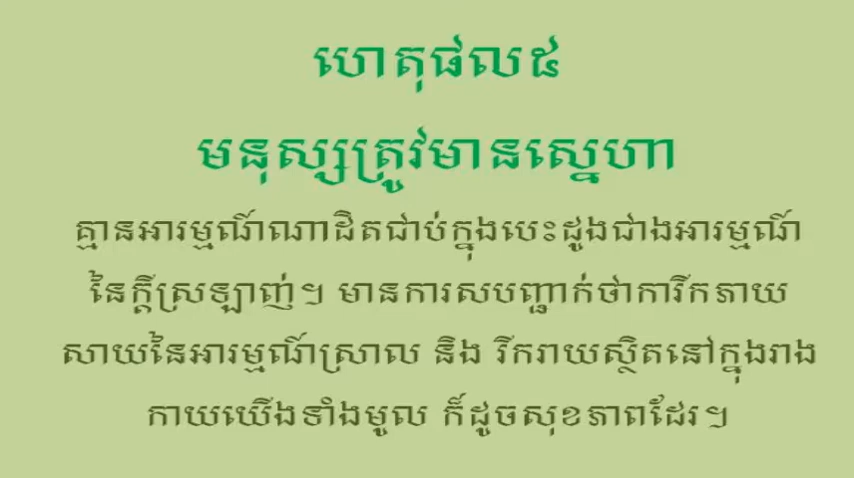 ហេតុផល៥
មនុស្សត្រូវមានស្នេហា
គ្មានអារម្មណ៍ណាដិតជាប់ក្នុងបេះដូងជាងអារម្មណ៍
នៃក្តីស្រឡាញ់។ មានការសបញ្ជាក់ថាការីកភាយ
សាយនៃអារម្មណ៍ស្រាល និង រីករាយស្ថិតនៅក្នុងរាង
កាយយើងទាំងមូល ក៏ដូចសុខភាពដែរ។